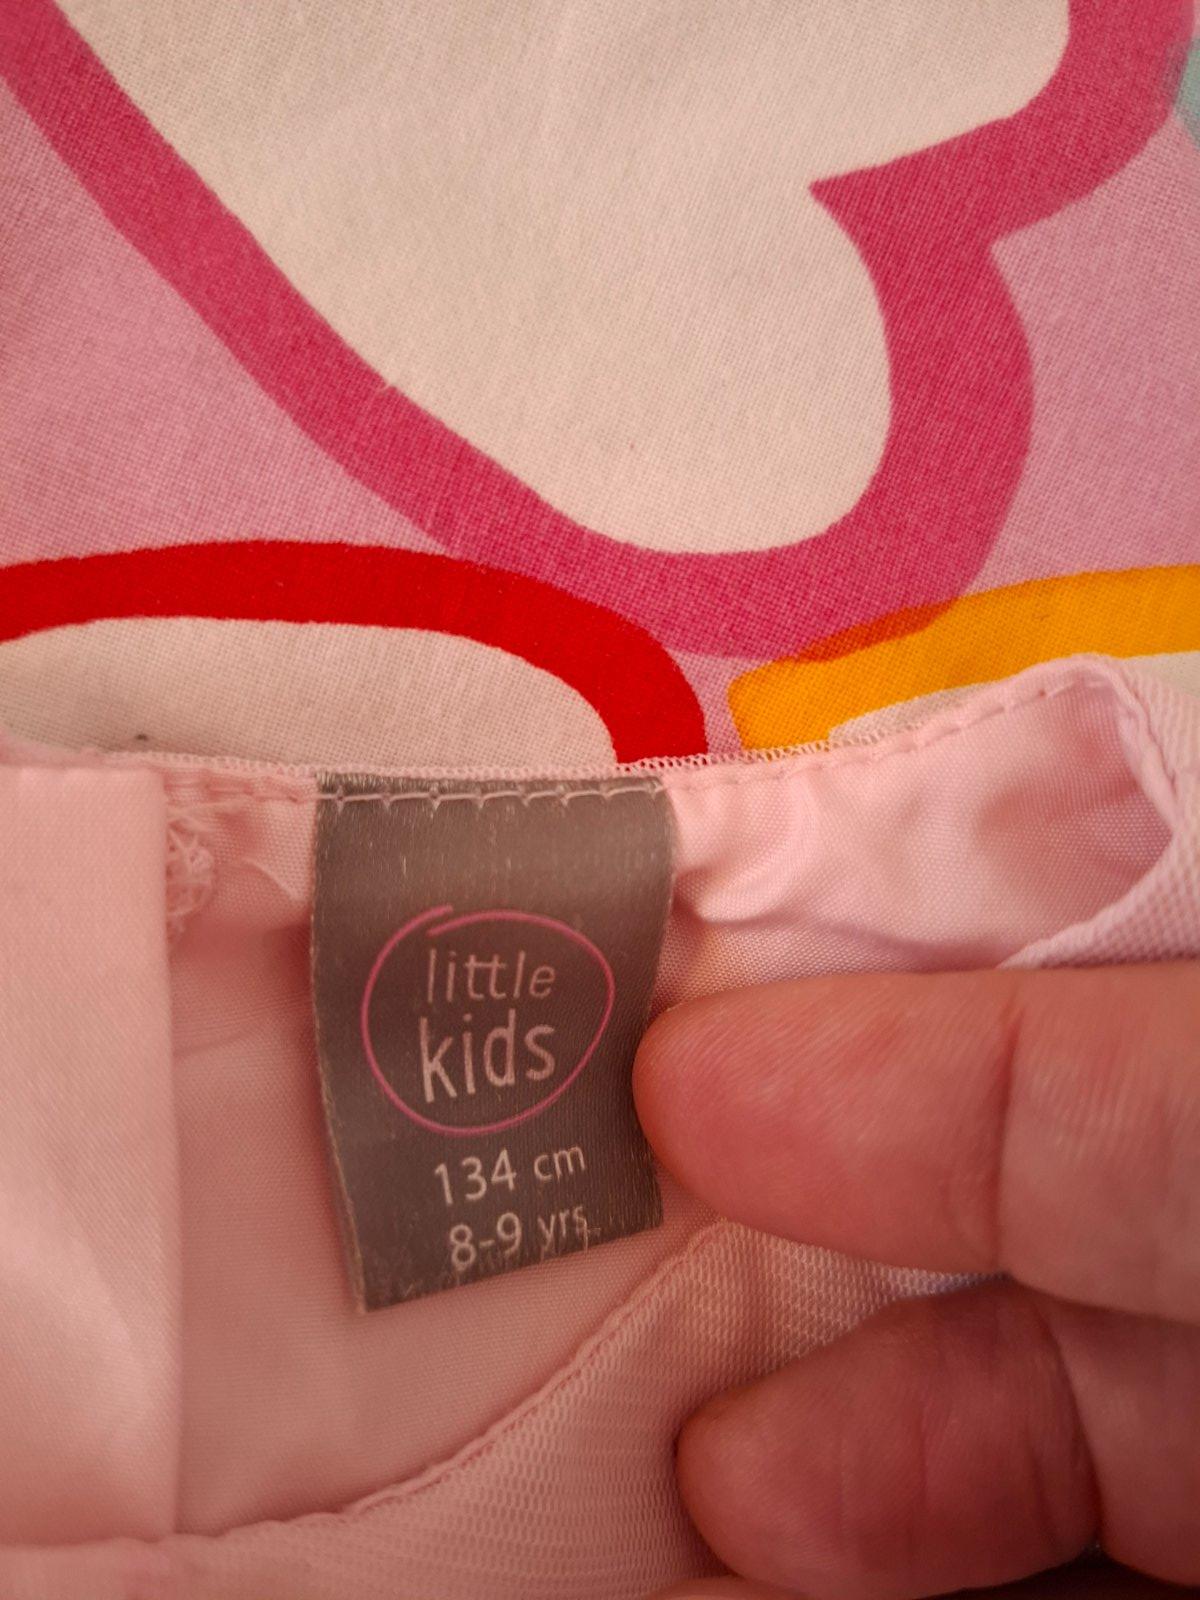 little
kids
134 cm
8-9 yrs